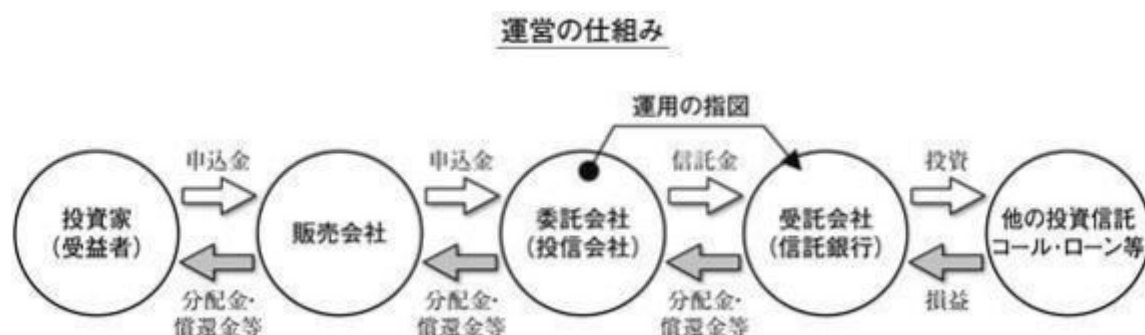 運営の仕組み
運用の指図
申込金
申込金
信託金
投資
投資家
(受益者)
販売会社
委託会社
(投信会社)
受託会社
(信託銀行)
他の投資信託
コール・ローン等
分配金・
償還金等
分配金・
償還金等
分配金・
償還金等
損益